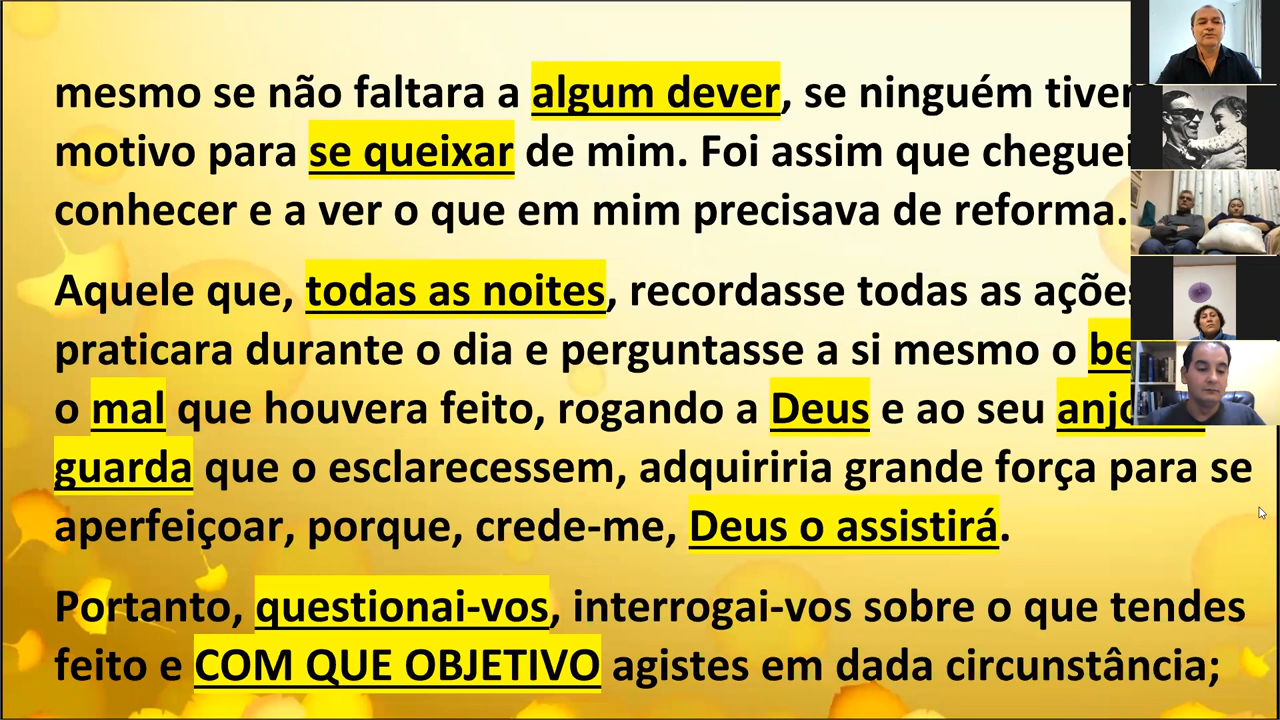 mesmo se não faltara a algum dever, se ninguém
motivo para se queixar de mim. Foi assim que cheguei
conhecer e a ver o que em mim precisava de reforma.
Aquele que, todas as noites, recordasse todas as
praticara durante o dia e perguntasse a si mesmo o
o mal que houvera feito, rogando a Deus e ao seu
guarda que o esclarecessem, adquiriria grande força para se
aperfeiçoar, porque, crede-me, Deus o assistirá.
Portanto, questionai-vos, interrogai-vos sobre o que tendes
feito e COM QUE OBJETIVO agistes em dada circunstância;